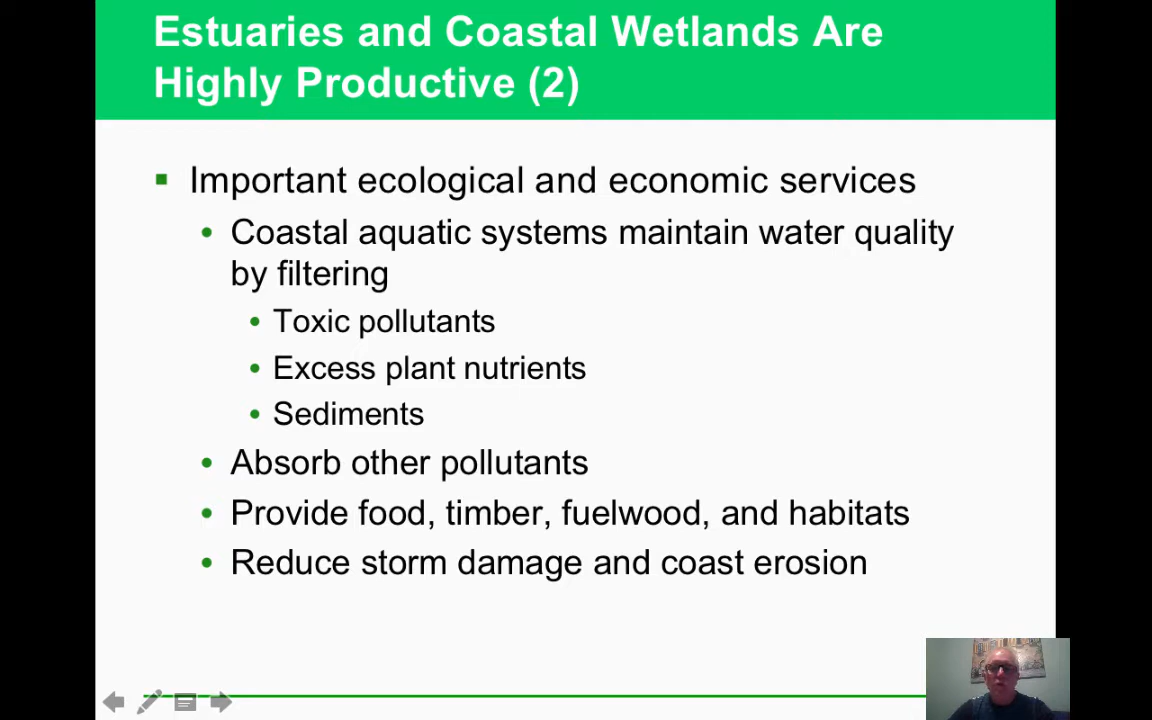 Estuaries and Coastal Wetlands Are
Highly Productive (2)
Important ecological and economic services
Coastal aquatic systems maintain water quality
by filtering
Toxic pollutants
Excess plant nutrients
Sediments
Absorb other pollutants
Provide food, timber, fuelwood, and habitats
Reduce storm damage and coast erosion